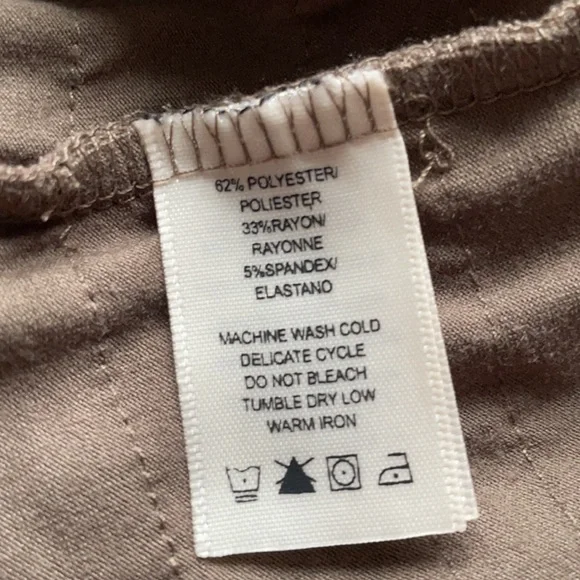 62% POLYESTER/
POLIESTER
33%RAYON/
RAYONNE
5%SPANDEX/
ELASTANO
MACHINE WASH COLD
DELICATE CYCLE
DO NOT BLEACH
TUMBLE DRY LOW
WARM IRON